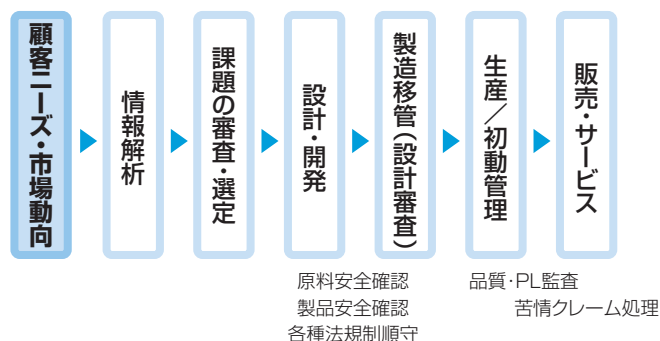 顧客ニーズ・市場動向
情報解析
課題の審査・選定
設計・開発
製造移管(設計審査)
生産/初動管理
販売・サービス
原料安全確認
製品安全確認
各種法規制順守
品質・PL監査
苦情クレーム処理